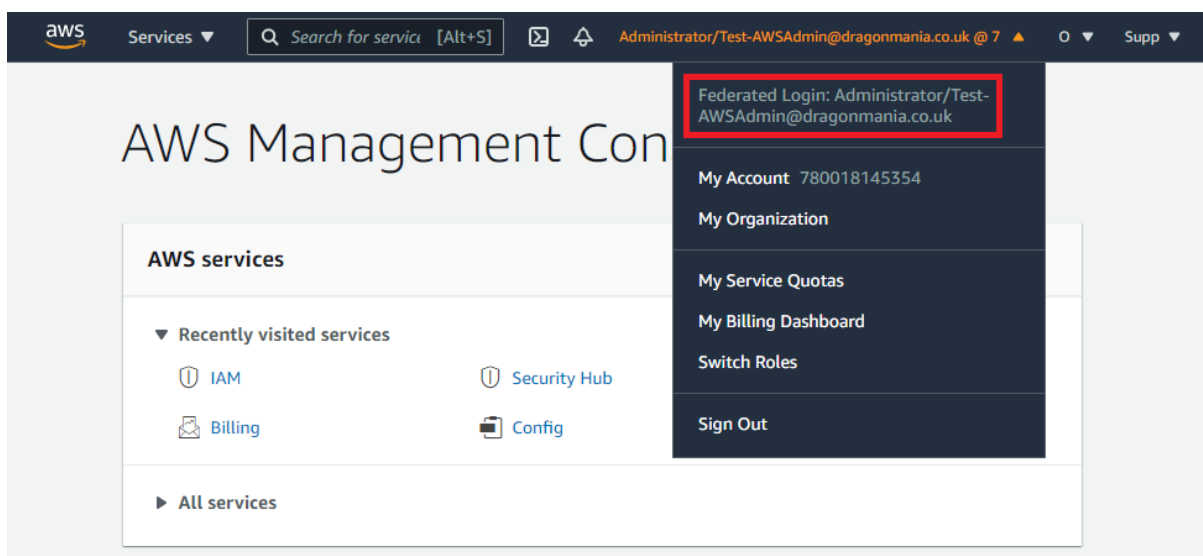 aws
Services ▼
Search for servic [Alt+S]
Administrator/Test-AWSAdmin@dragonmania.co.uk @ 7 ▲
O ▼
Supp ▼
Federated Login: Administrator/Test-
AWSAdmin@dragonmania.co.uk
AWS Management Con
My Account 780018145354
My Organization
AWS services
My Service Quotas
My Billing Dashboard
▼ Recently visited services
Switch Roles
IAM
Security Hub
Billing
Config
Sign Out
▶ All services